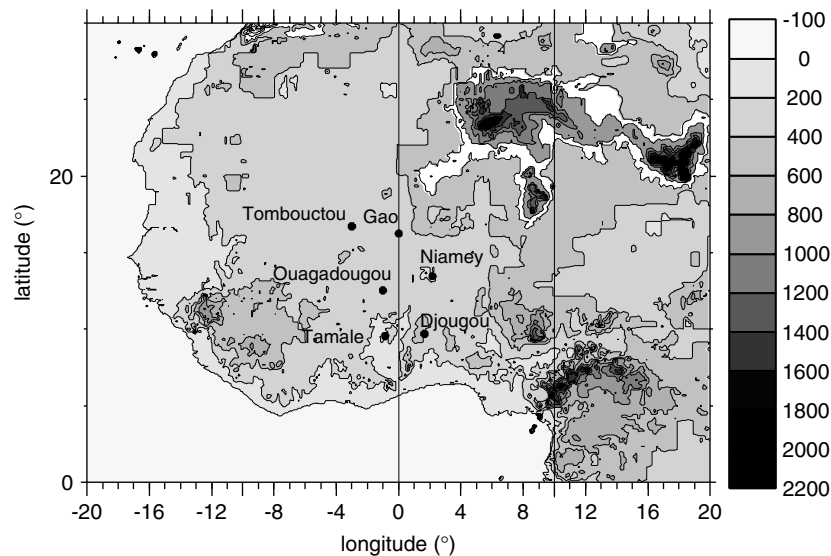 -100
0
200
400
600
800
1000
1200
1400
1600
1800
2000
2200
20
0
latitude (°)
Tombouctou
Gao
Niamey
Ouagadougou
Djougou
Tamale
-20 -16 -12 -8 -4 0 4 8 12 16 20
longitude (°)